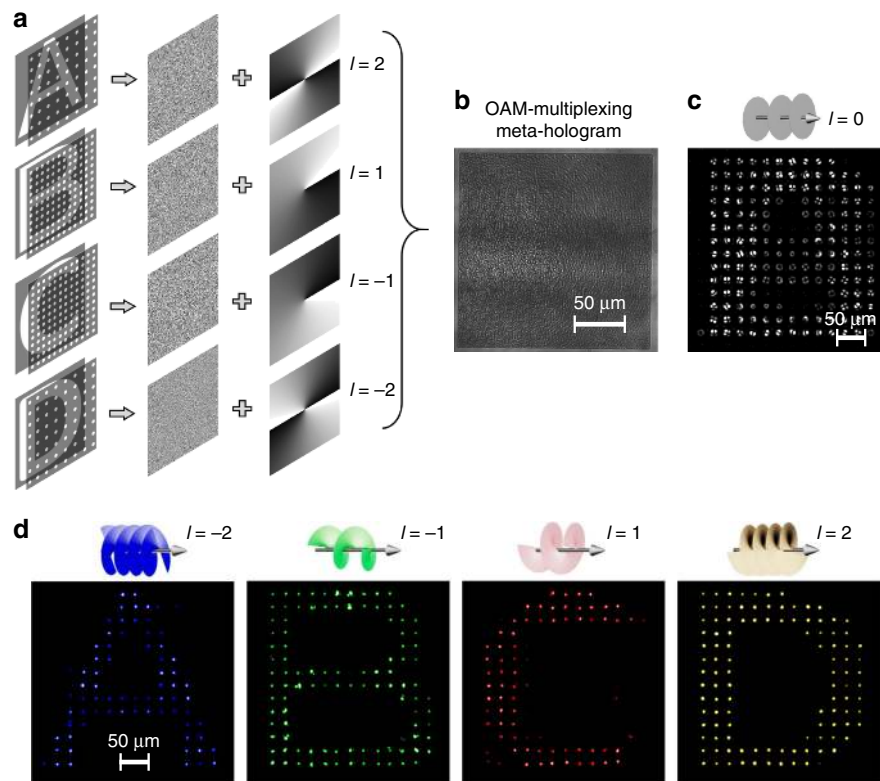 a
l = 2
l = 1
l = –1
l = –2
A
B
C
D
b
OAM-multiplexing
meta-hologram
50 μm
c
l = 0
50 μm
d
l = –2
l = –1
l = 1
l = 2
A
B
C
D
50 μm